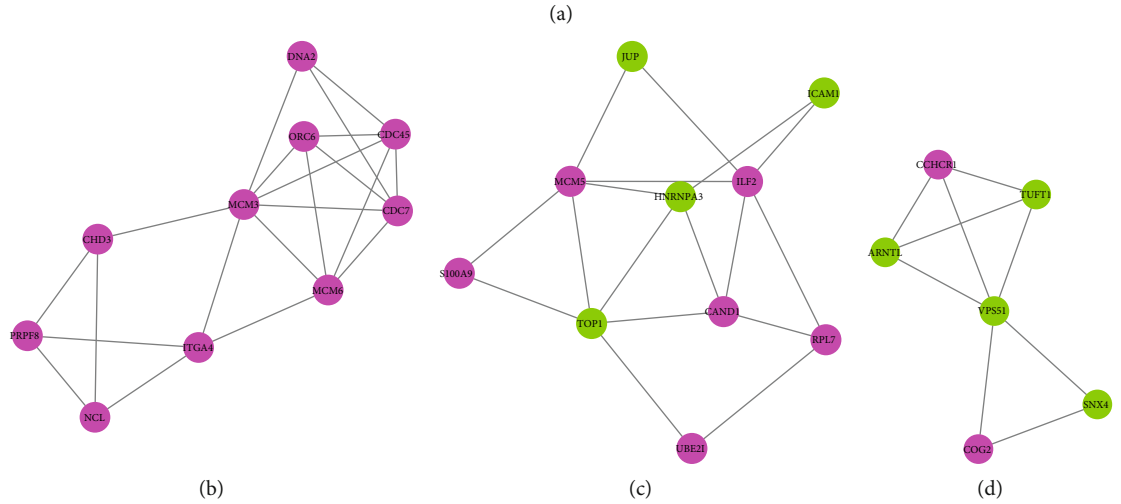 (a)
DNA2
ORC6
CDC45
MCM3
CDC7
CHD3
MCM6
PRPF8
ITGA4
NCL
(b)
JUP
ICAM1
MCM5
ILF2
HNRNPA3
S100A9
TOP1
CAND1
RPL7
UBE2I
(c)
CCHCR1
TUFT1
ARNTL
VPS51
SNX4
COG2
(d)